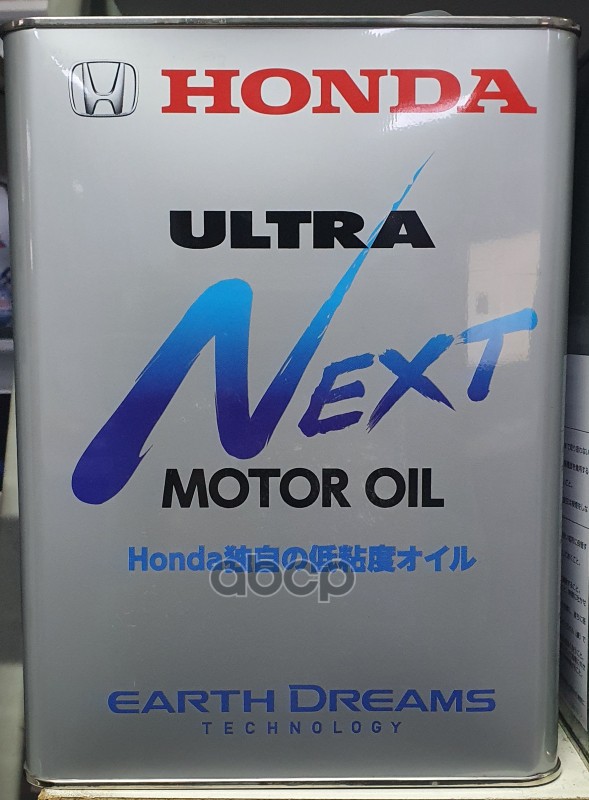 HONDA
ULTRA
NEXT
MOTOR OIL
Honda独自の低粘度オイル
abcp
EARTH DREAMS
TECHNOLOGY